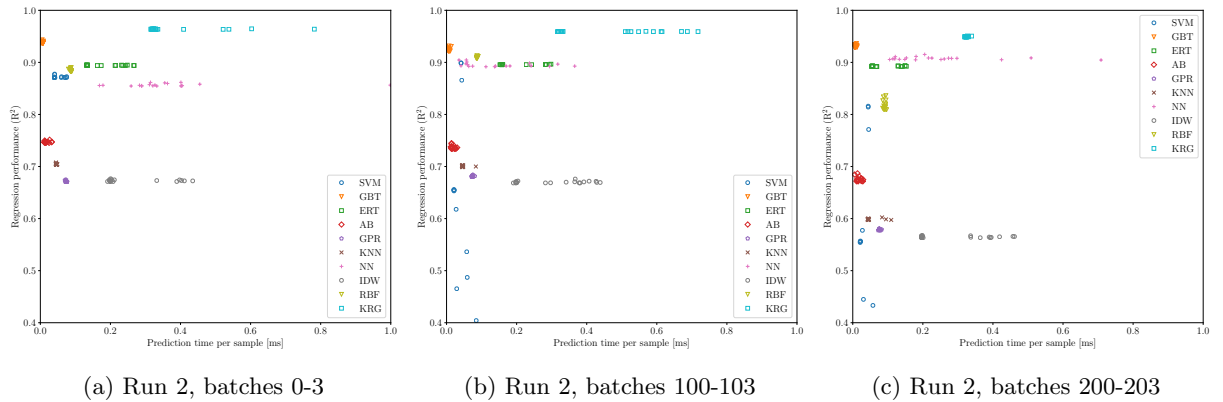 1.0
0.9
0.8
0.7
0.6
0.5
0.4
Regression performance (R²)
0.0
0.2
0.4
0.6
0.8
1.0
Prediction time per sample [ms]
SVM
GBT
ERT
AB
GPR
KNN
NN
IDW
RBF
KRG
(a) Run 2, batches 0-3
1.0
0.9
0.8
0.7
0.6
0.5
0.4
Regression performance (R²)
0.0
0.2
0.4
0.6
0.8
1.0
Prediction time per sample [ms]
SVM
GBT
ERT
AB
GPR
KNN
NN
IDW
RBF
KRG
(b) Run 2, batches 100-103
1.0
0.9
0.8
0.7
0.6
0.5
0.4
Regression performance (R²)
0.0
0.2
0.4
0.6
0.8
1.0
Prediction time per sample [ms]
SVM
GBT
ERT
AB
GPR
KNN
NN
IDW
RBF
KRG
(c) Run 2, batches 200-203